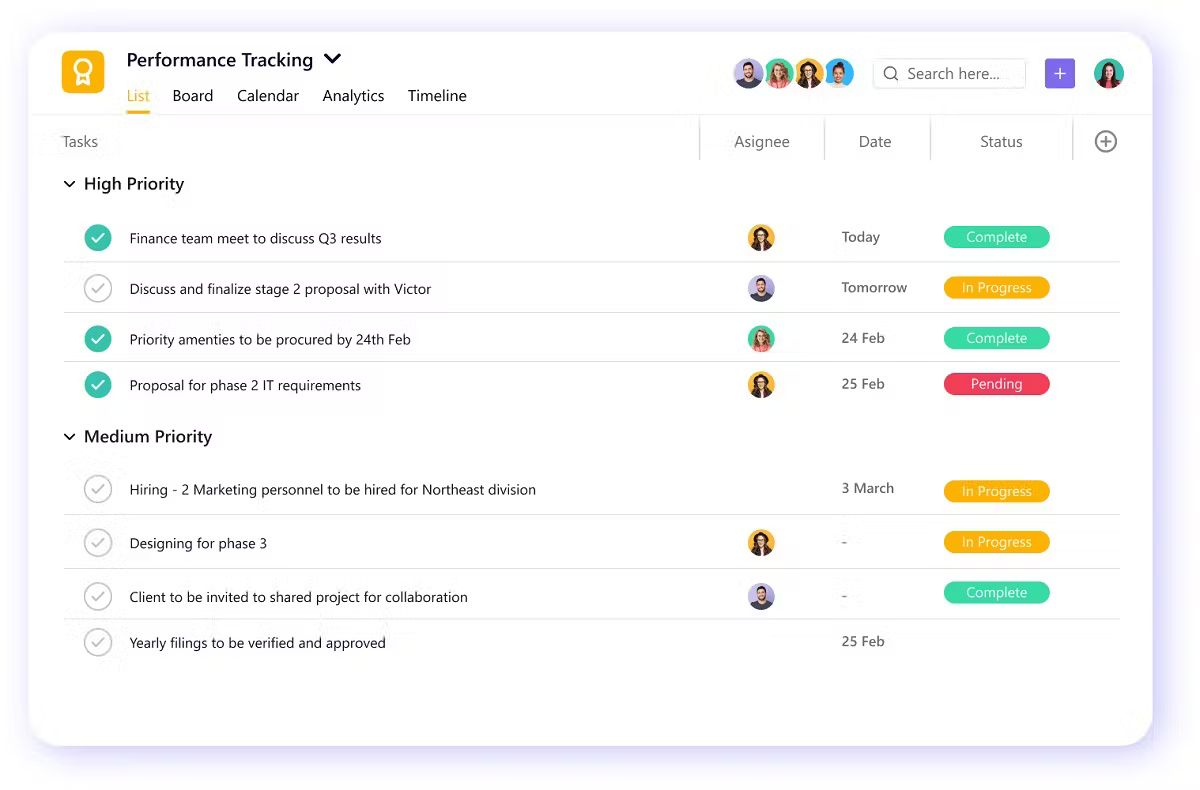 Performance Tracking
Search here...
List Board Calendar Analytics Timeline
Tasks Asignee Date Status
High Priority
Finance team meet to discuss Q3 results Today Complete
Discuss and finalize stage 2 proposal with Victor Tomorrow In Progress
Priority amenties to be procured by 24th Feb 24 Feb Complete
Proposal for phase 2 IT requirements 25 Feb Pending
Medium Priority
Hiring - 2 Marketing personnel to be hired for Northeast division 3 March In Progress
Designing for phase 3 - In Progress
Client to be invited to shared project for collaboration - Complete
Yearly filings to be verified and approved 25 Feb